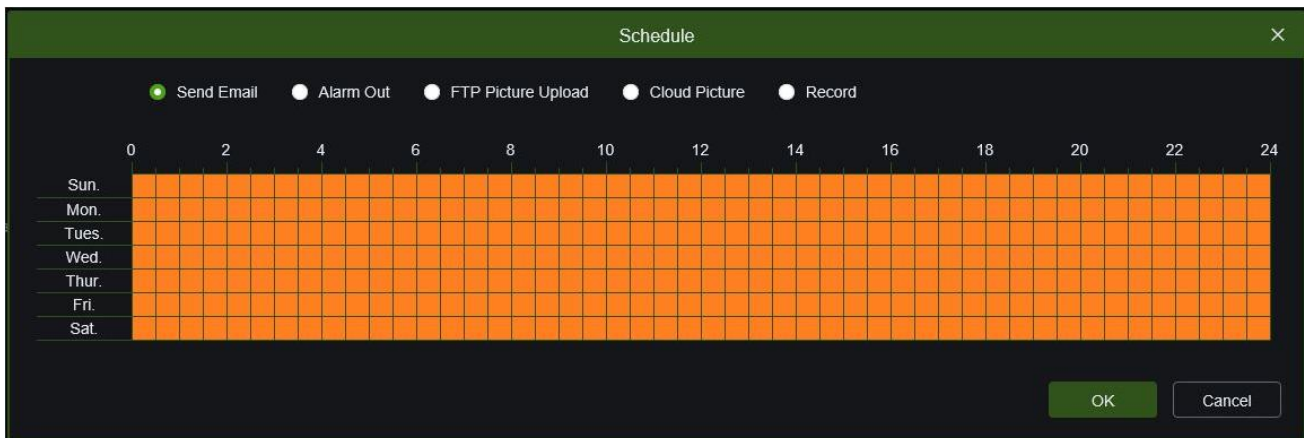 Schedule
Send Email Alarm Out FTP Picture Upload Cloud Picture Record
0 2 4 6 8 10 12 14 16 18 20 22 24
Sun.
Mon.
Tues.
Wed.
Thur.
Fri.
Sat.
OK Cancel